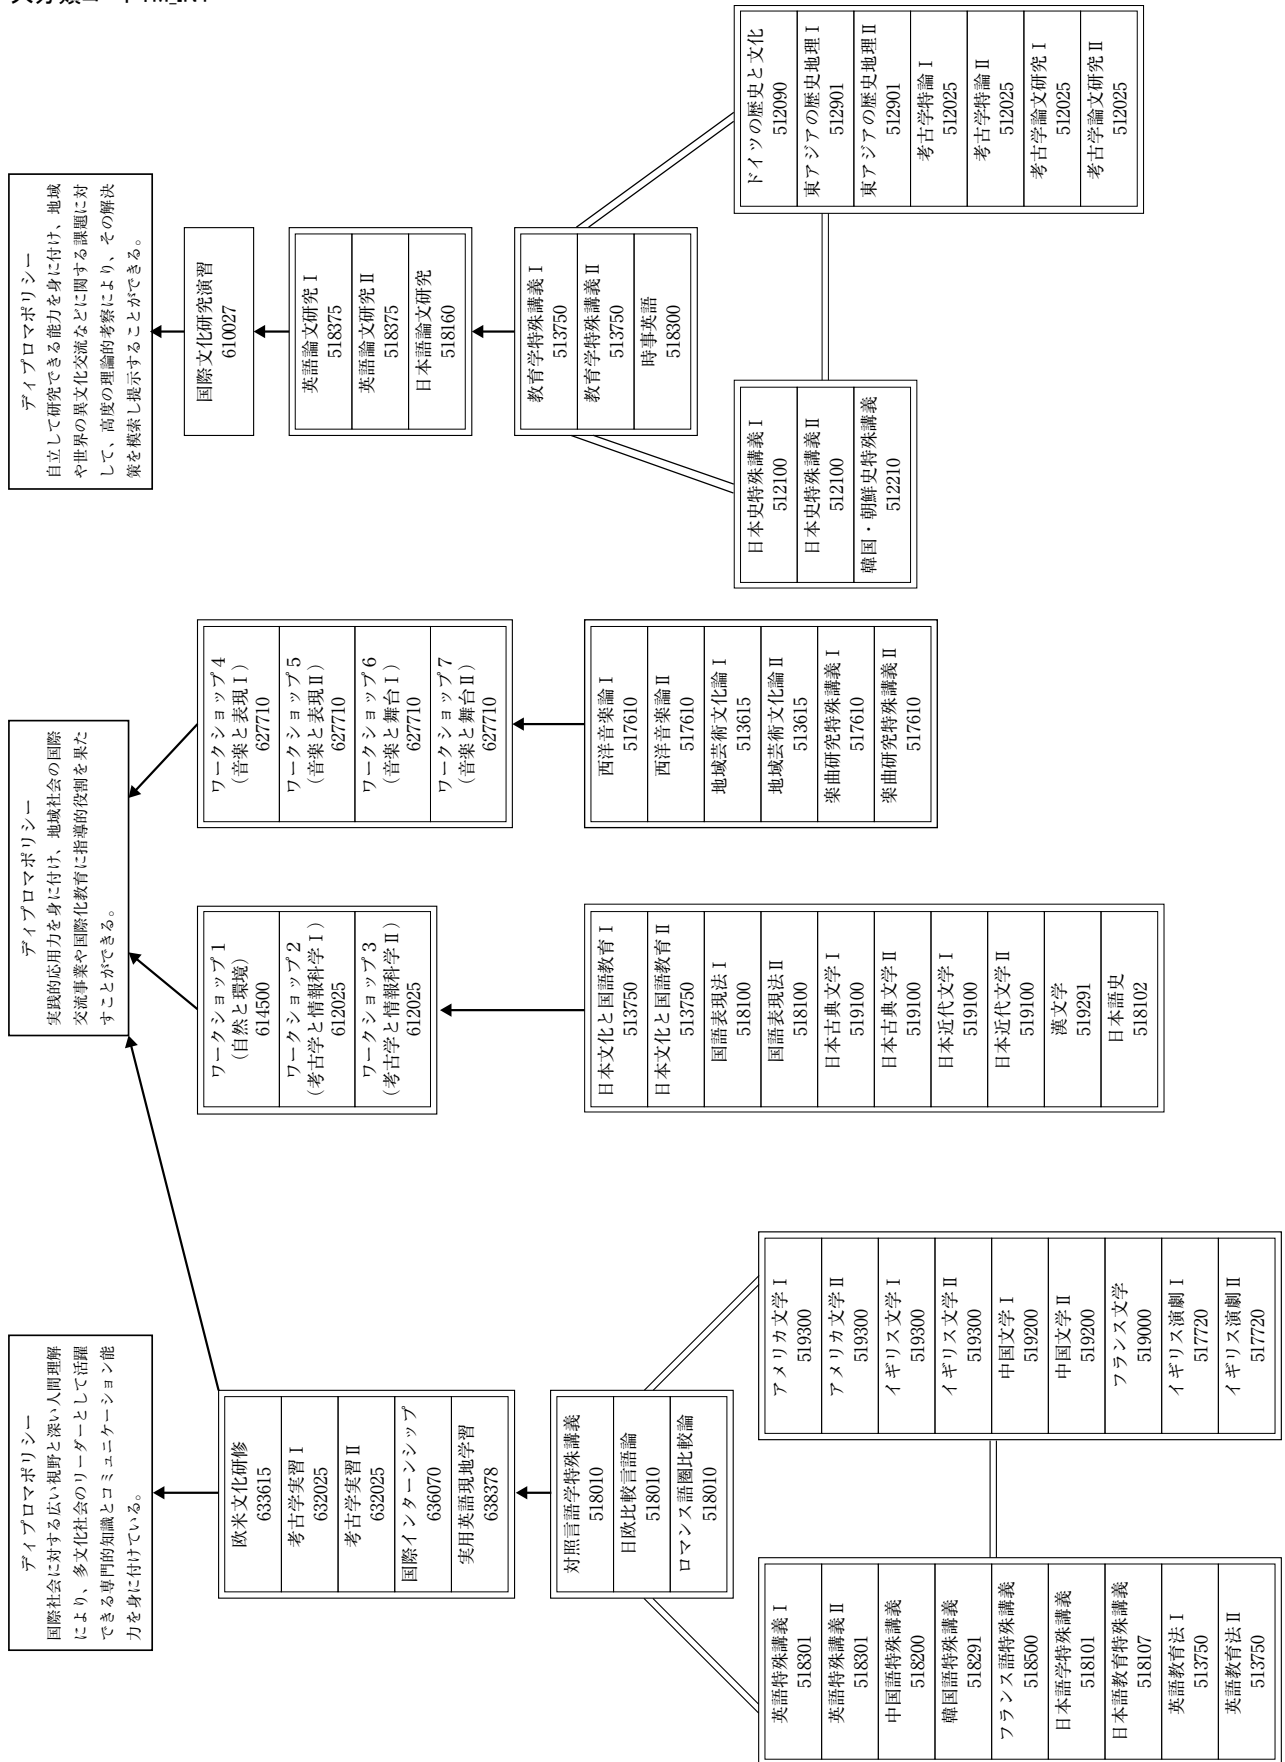 ディプロマポリシー
国際社会に対する広い視野と深い人間理解
により、多文化社会のリーダーとして活躍
できる専門的知識とコミュニケーション能
力を身に付けている。
欧米文化研修
633615
考古学実習Ⅰ
632025
考古学実習Ⅱ
632025
国際インターンシップ
636070
実用英語現地学習
638378
対照言語学特殊講義
518010
日欧比較言語論
518010
ロマンス語圏比較論
518010
英語特殊講義Ⅰ
518301
英語特殊講義Ⅱ
518301
中国語特殊講義
518200
韓国語特殊講義
518291
フランス語特殊講義
518500
日本語学特殊講義
518101
日本語教育特殊講義
518107
英語教育法Ⅰ
513750
英語教育法Ⅱ
513750
アメリカ文学Ⅰ
519300
アメリカ文学Ⅱ
519300
イギリス文学Ⅰ
519300
イギリス文学Ⅱ
519300
中国文学Ⅰ
519200
中国文学Ⅱ
519200
フランス文学
519000
イギリス演劇Ⅰ
517720
イギリス演劇Ⅱ
517720
ディプロマポリシー
実践的応用力を身に付け、地域社会の国際
交流事業や国際化教育に指導的役割を果た
すことができる。
ワークショップ1
(自然と環境)
614500
ワークショップ2
(考古学と情報科学Ⅰ)
612025
ワークショップ3
(考古学と情報科学Ⅱ)
612025
日本文化と国語教育Ⅰ
513750
日本文化と国語教育Ⅱ
513750
国語表現法Ⅰ
518100
国語表現法Ⅱ
518100
日本古典文学Ⅰ
519100
日本古典文学Ⅱ
519100
日本近代文学Ⅰ
519100
日本近代文学Ⅱ
519100
漢文学
519291
日本語史
518102
ワークショップ4
(音楽と表現Ⅰ)
627710
ワークショップ5
(音楽と表現Ⅱ)
627710
ワークショップ6
(音楽と舞台Ⅰ)
627710
ワークショップ7
(音楽と舞台Ⅱ)
627710
西洋音楽論Ⅰ
517610
西洋音楽論Ⅱ
517610
地域芸術文化論Ⅰ
513615
地域芸術文化論Ⅱ
513615
楽曲研究特殊講義Ⅰ
517610
楽曲研究特殊講義Ⅱ
517610
ディプロマポリシー
自立して研究できる能力を身に付け、地域
や世界の異文化交流などに関する課題に対
して、高度の理論的考察により、その解決
策を模索し提示することができる。
国際文化研究演習
610027
英語論文研究Ⅰ
518375
英語論文研究Ⅱ
518375
日本語論文研究
518160
教育学特殊講義Ⅰ
513750
教育学特殊講義Ⅱ
513750
時事英語
518300
日本史特殊講義Ⅰ
512100
日本史特殊講義Ⅱ
512100
韓国・朝鮮史特殊講義
512210
ドイツの歴史と文化
512090
東アジアの歴史地理Ⅰ
512901
東アジアの歴史地理Ⅱ
512901
考古学特論Ⅰ
512025
考古学特論Ⅱ
512025
考古学論文研究Ⅰ
512025
考古学論文研究Ⅱ
512025